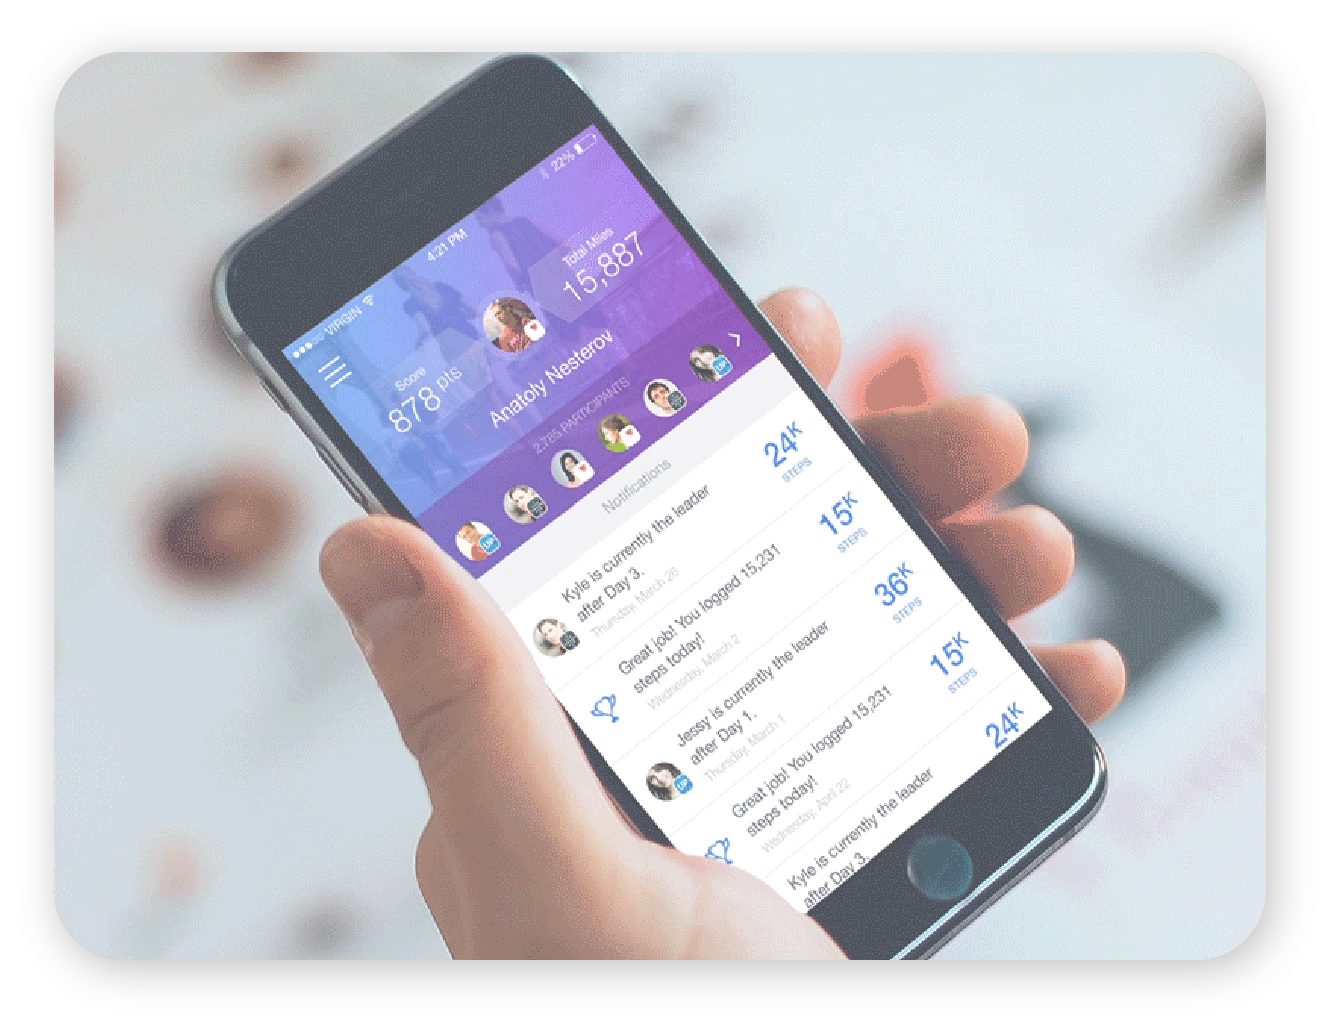 VIRGIN
4:21 PM
22%
Score
878 pts
Total Miles
15,887
Anatoly Nesterov
2,785 PARTICIPANTS
UP
UP
Notifications
Kyle is currently the leader
after Day 3.
Thursday, March 26
24K
STEPS
Great job! You logged 15,231
steps today!
Wednesday, March 2
15K
STEPS
Jessy is currently the leader
after Day 1.
Thursday, March 1
36K
STEPS
UP
Great job! You logged 15,231
steps today!
Wednesday, April 22
15K
STEPS
Kyle is currently the leader
after Day 3.
24K